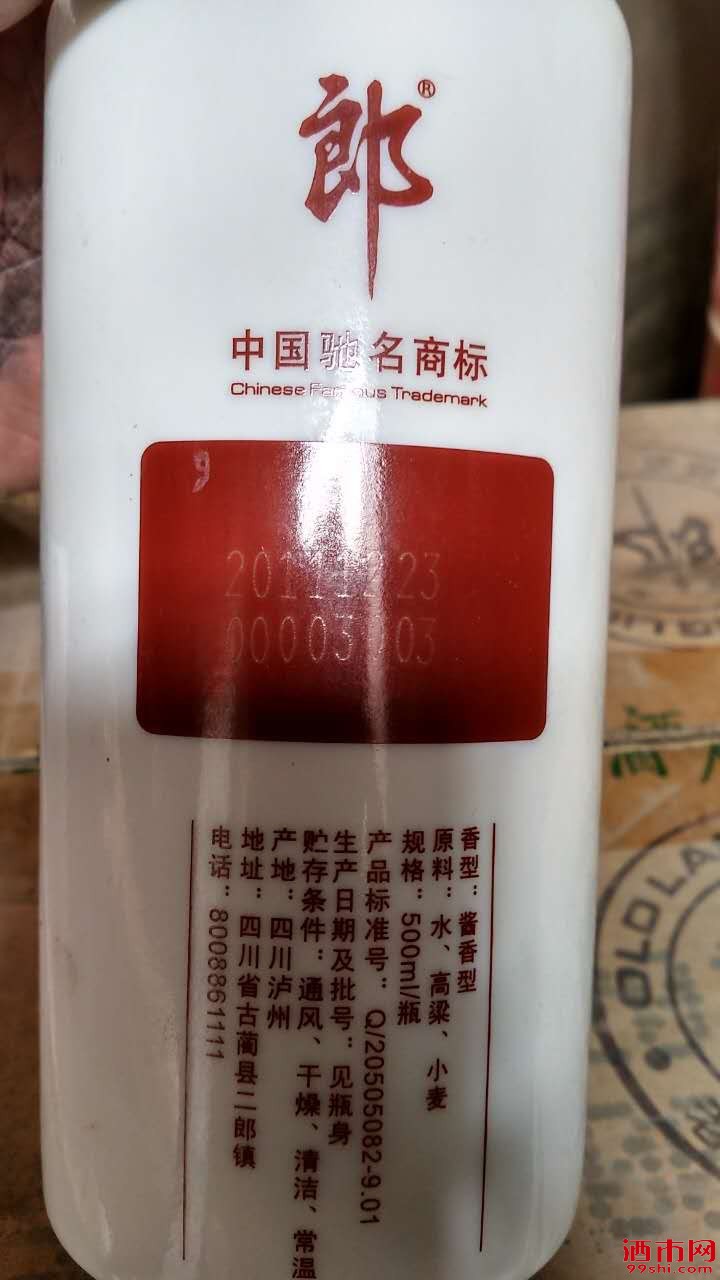 郎®
中国驰名商标
Chinese Famous Trademark
20111223
香型：酱香型
原料：水、高粱、小麦
规格：500ml/瓶
产品标准号：Q/20505082-9.01
生产日期及批号：见瓶身
贮存条件：通风、干燥、清洁、常温
产地：四川泸州
地址：四川省古蔺县二郎镇
电话：8008861111
OLD LA
酒
酒市网
99shi.com